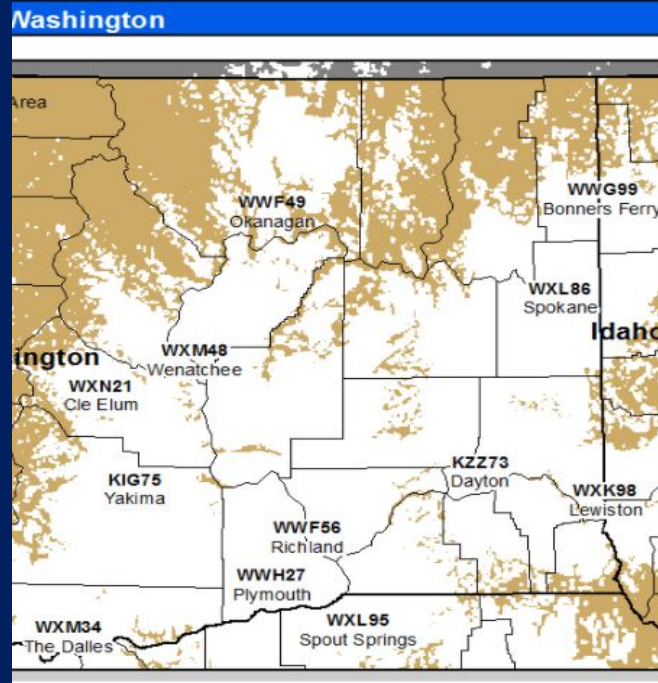 Washington
Area
WWF49
Okanagan
WWG99
Bonners Ferry
WXL86
Spokane
Idaho
ington
WXM48
Wenatchee
WXN21
Cle Elum
KIG75
Yakima
KZZ73
Dayton
WXK98
Lewiston
WWF56
Richland
WWH27
Plymouth
WXM34
The Dalles
WXL95
Spout Springs